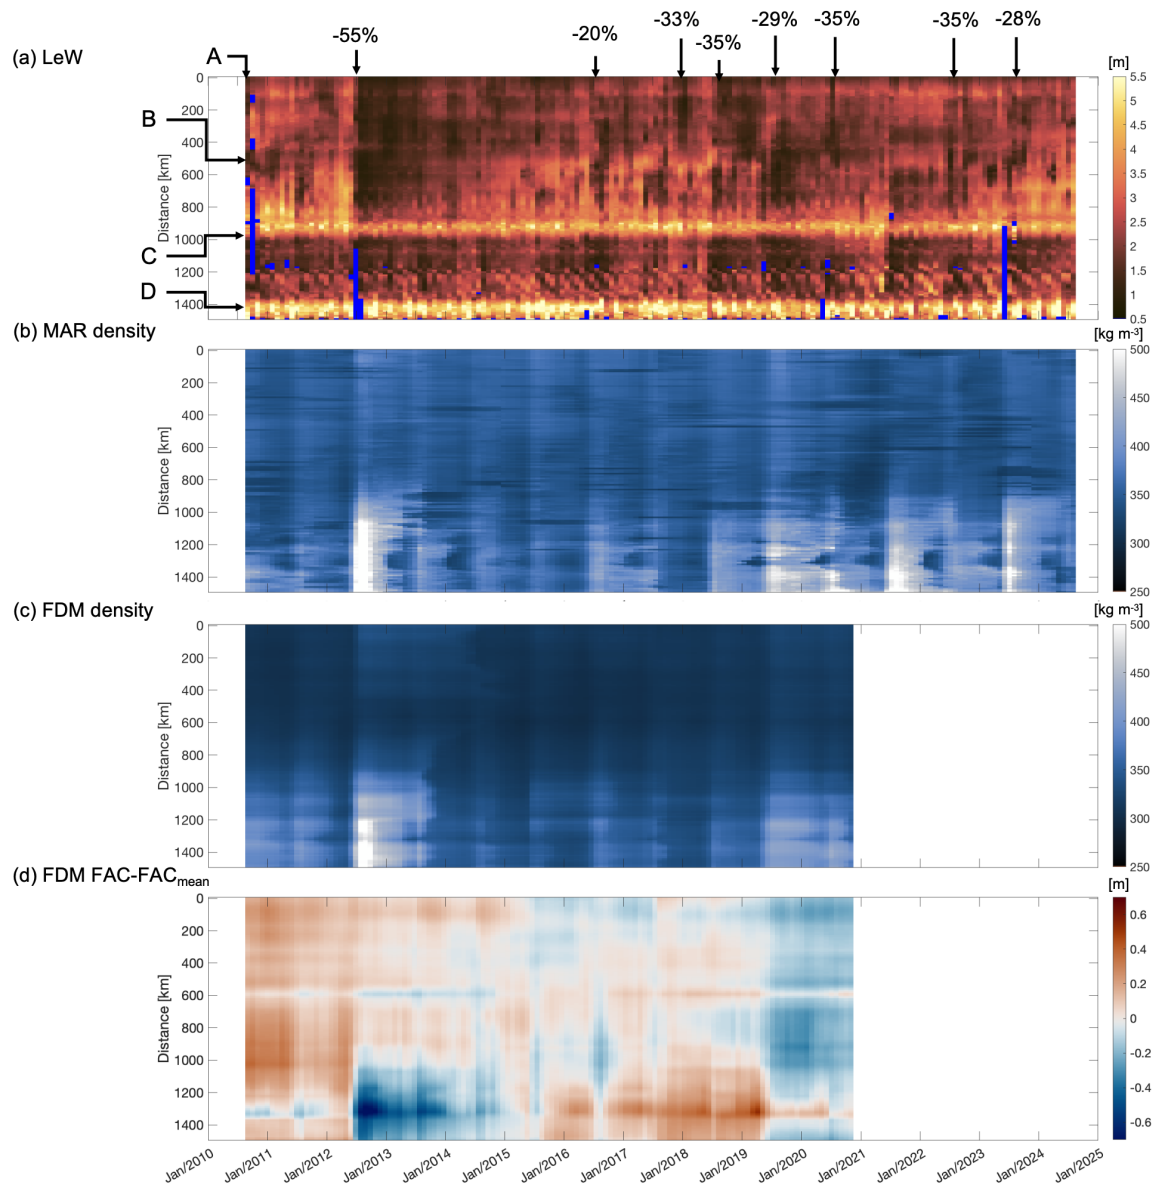 -55%
-20%
-33%
-35%
-29%
-35%
-35%
-28%
(a) LeW
A
B
C
D
[m]
0
200
400
600
800
1000
1200
1400
Distance [km]
5.5
5
4.5
4
3.5
3
2.5
2
1.5
1
0.5
(b) MAR density
[kg m-3]
0
200
400
600
800
1000
1200
1400
Distance [km]
500
450
400
350
300
250
(c) FDM density
[kg m-3]
0
200
400
600
800
1000
1200
1400
Distance [km]
500
450
400
350
300
250
(d) FDM FAC-FACmean
[m]
0
200
400
600
800
1000
1200
1400
Distance [km]
0.6
0.4
0.2
0
-0.2
-0.4
-0.6
Jan/2010
Jan/2011
Jan/2012
Jan/2013
Jan/2014
Jan/2015
Jan/2016
Jan/2017
Jan/2018
Jan/2019
Jan/2020
Jan/2021
Jan/2022
Jan/2023
Jan/2024
Jan/2025